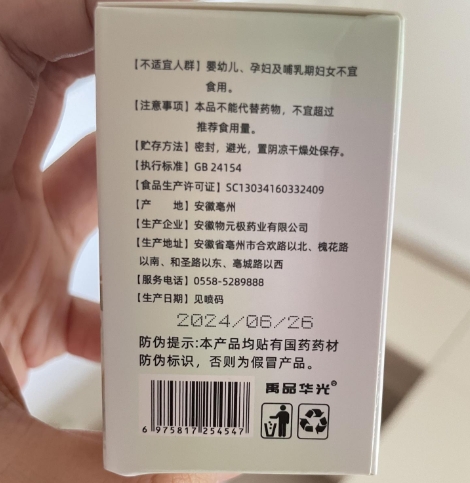 【不适宜人群】婴幼儿、孕妇及哺乳期妇女不宜
食用。
【注意事项】本品不能代替药物，不宜超过
推荐食用量。
【贮存方法】密封，避光，置阴凉干燥处保存。
【执行标准】GB 24154
【食品生产许可证】SC13034160332409
【产　　地】安徽亳州
【生产企业】安徽物元极药业有限公司
【生产地址】安徽省亳州市合欢路以北、槐花路
以南、和圣路以东、亳城路以西
【服务电话】0558-5289888
【生产日期】见喷码
2024/06/26
防伪提示:本产品均贴有国药药材
防伪标识，否则为假冒产品。
禹品华光®
6 975817 254547